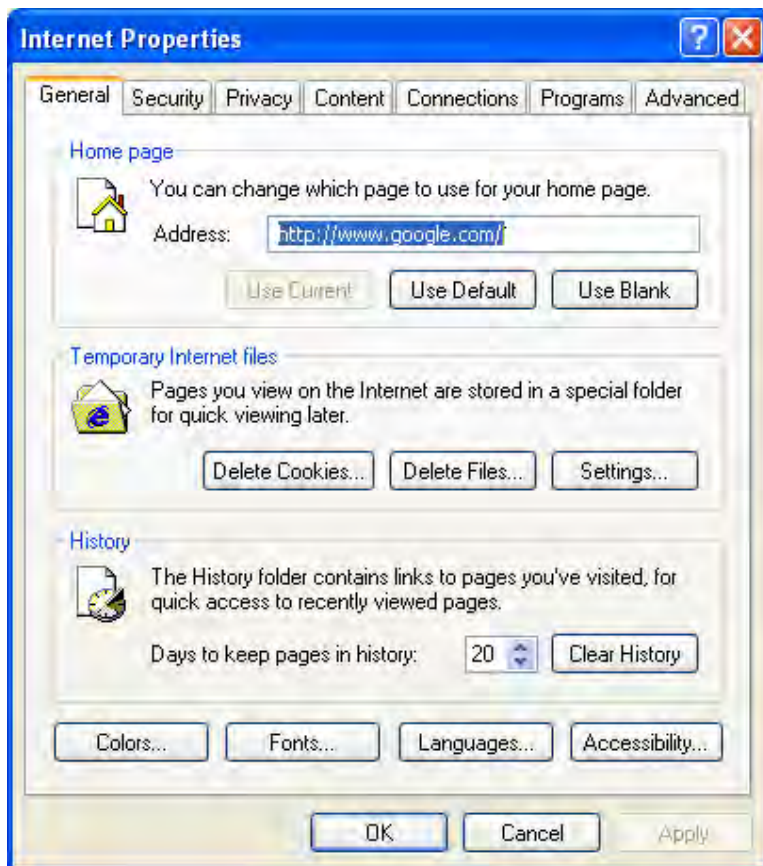 Internet Properties
General Security Privacy Content Connections Programs Advanced
Home page
You can change which page to use for your home page.
Address: http://www.google.com/
Use Current Use Default Use Blank
Temporary Internet files
Pages you view on the Internet are stored in a special folder
for quick viewing later.
Delete Cookies... Delete Files... Settings...
History
The History folder contains links to pages you've visited, for
quick access to recently viewed pages.
Days to keep pages in history: 20 Clear History
Colors... Fonts... Languages... Accessibility...
OK Cancel Apply